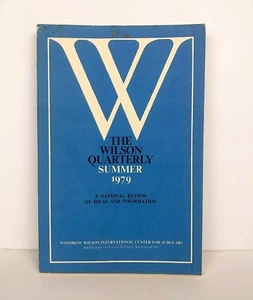 W
THE
WILSON
QUARTERLY
SUMMER
1979
A NATIONAL REVIEW
OF IDEAS AND INFORMATION
WOODROW WILSON INTERNATIONAL CENTER FOR SCHOLARS